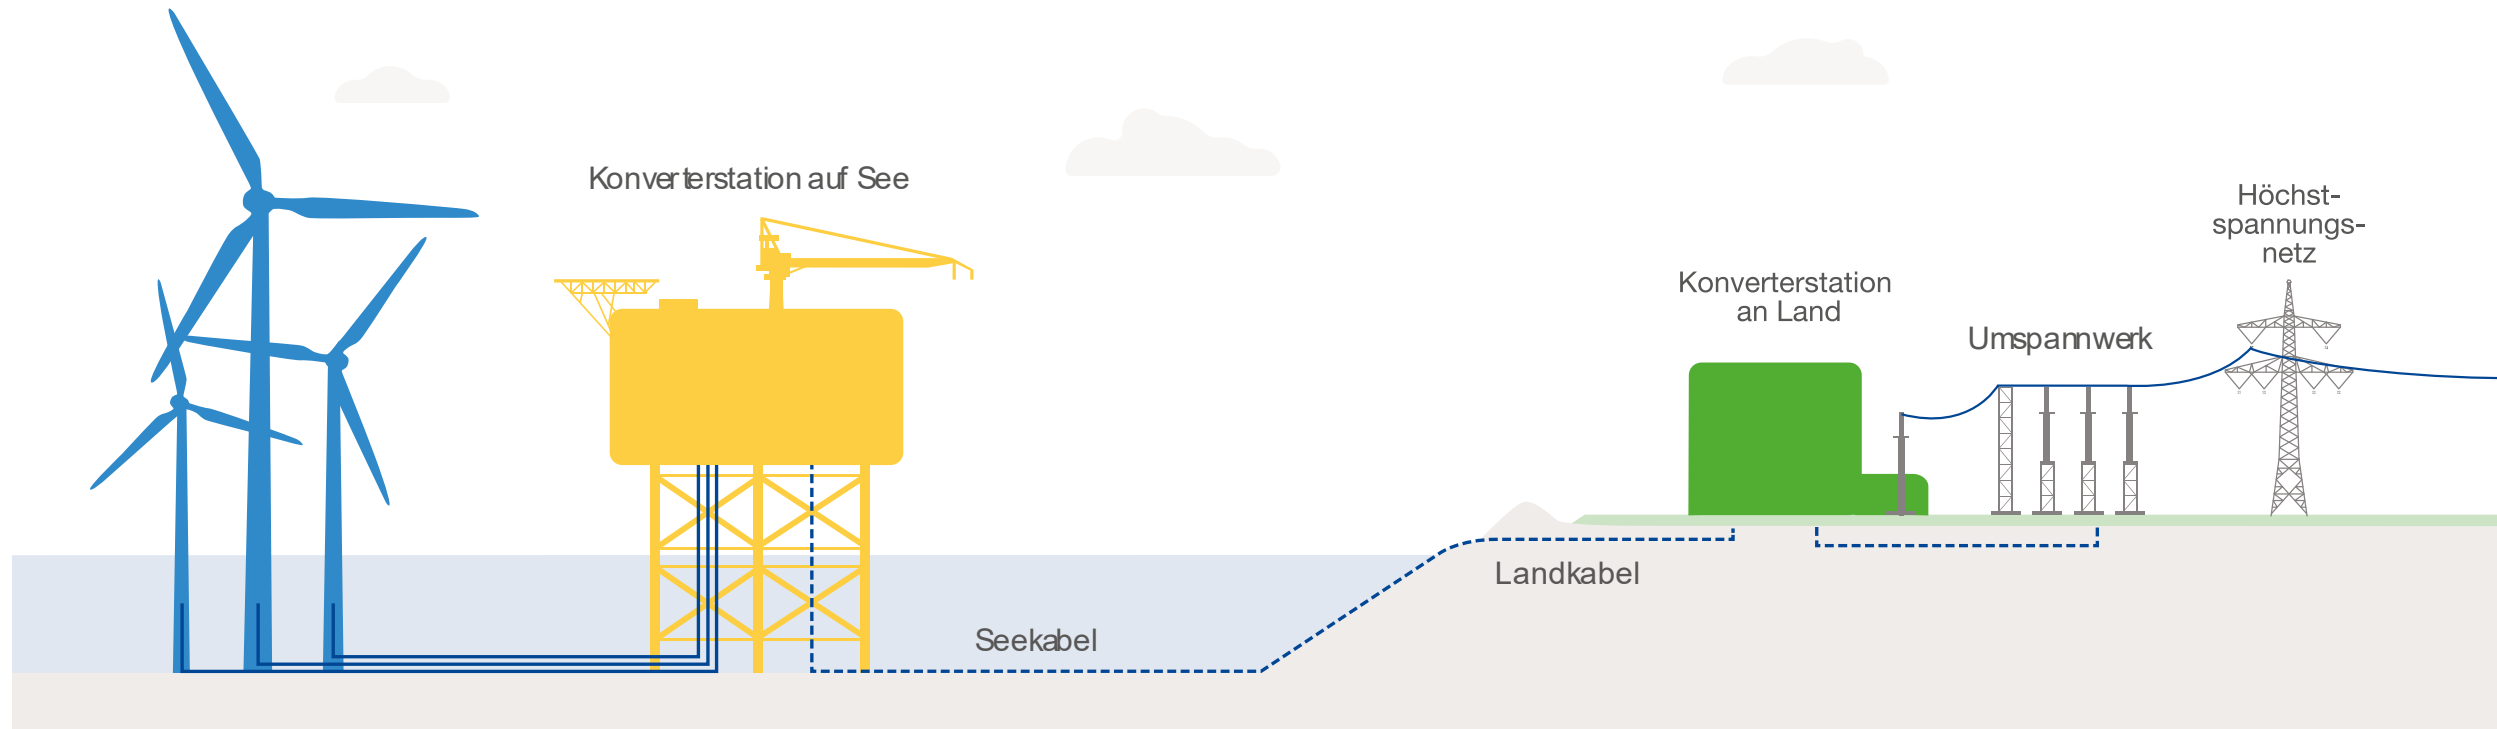 Konverterstation auf See
Konverterstation
an Land
Umspannwerk
Höchst-
spannungs-
netz
Landkabel
Seekabel